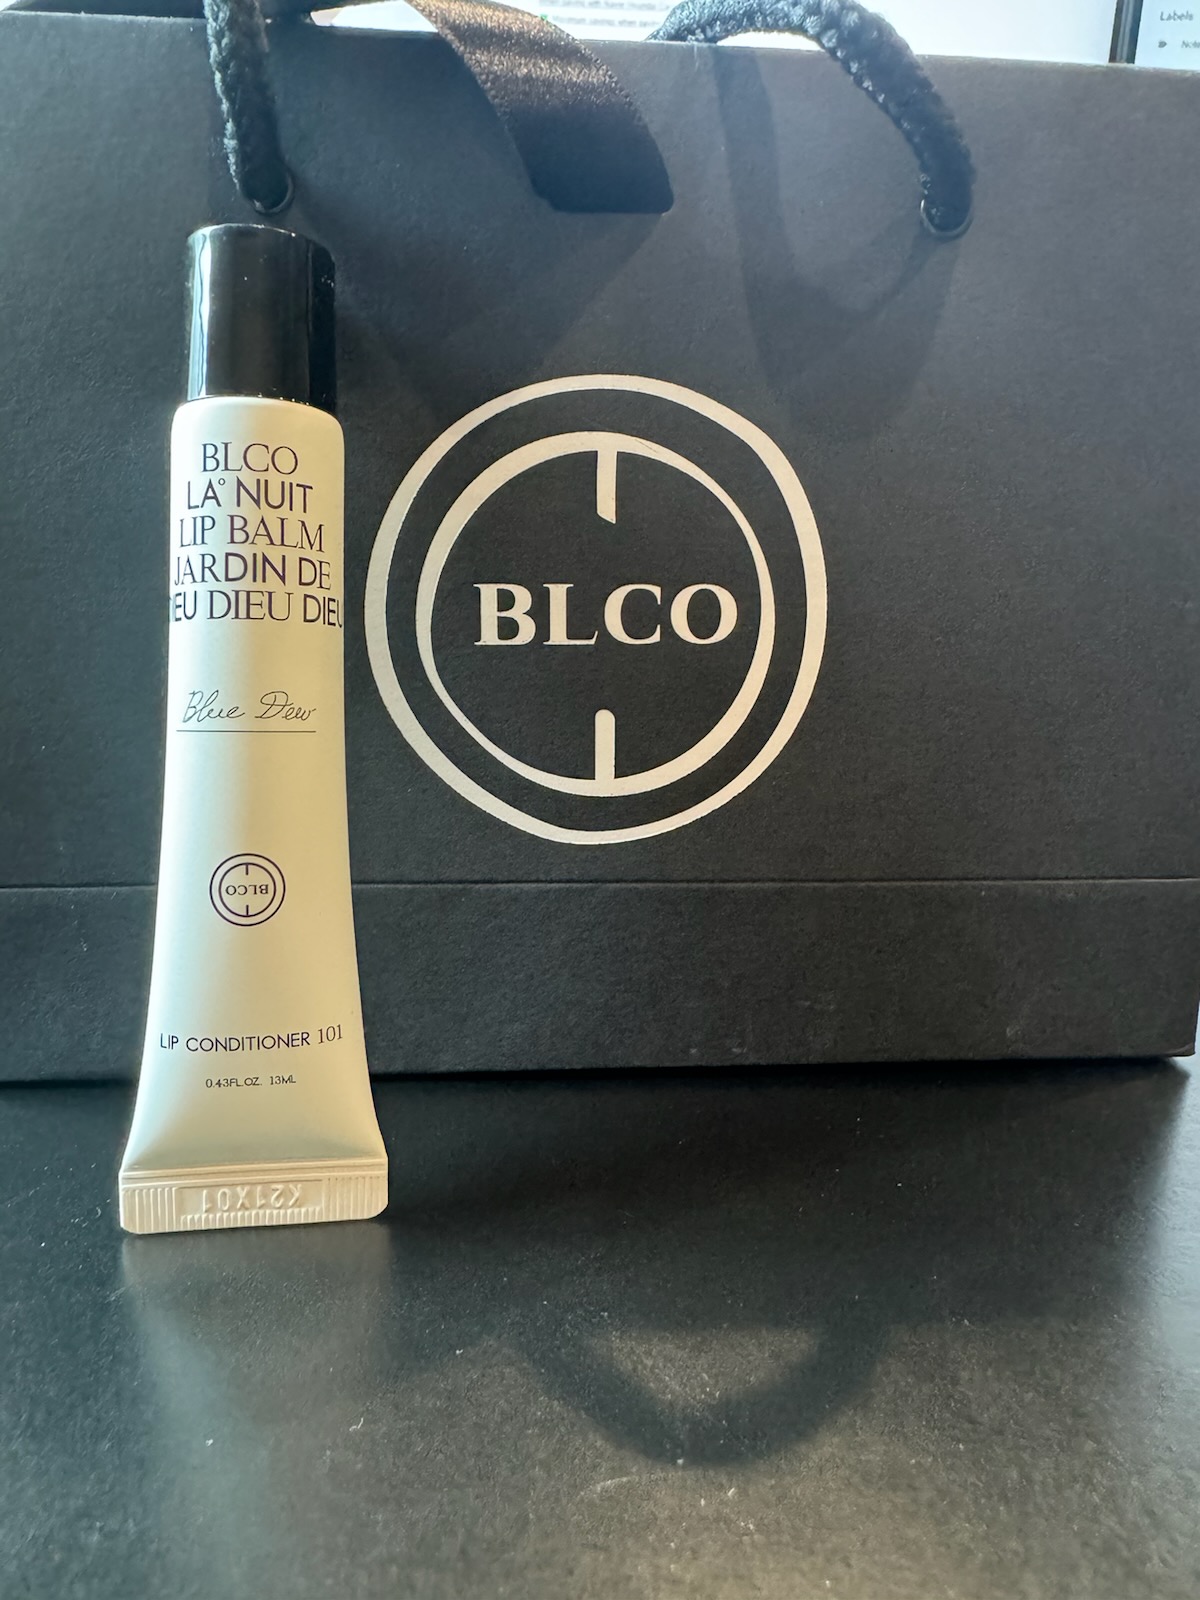 Labels
BLCO
LA° NUIT
LIP BALM
JARDIN DE
DIEU DIEU
Blue Dew
BLCO
LIP CONDITIONER 101
0.43FL.OZ. 13ML
K21X01
BLCO